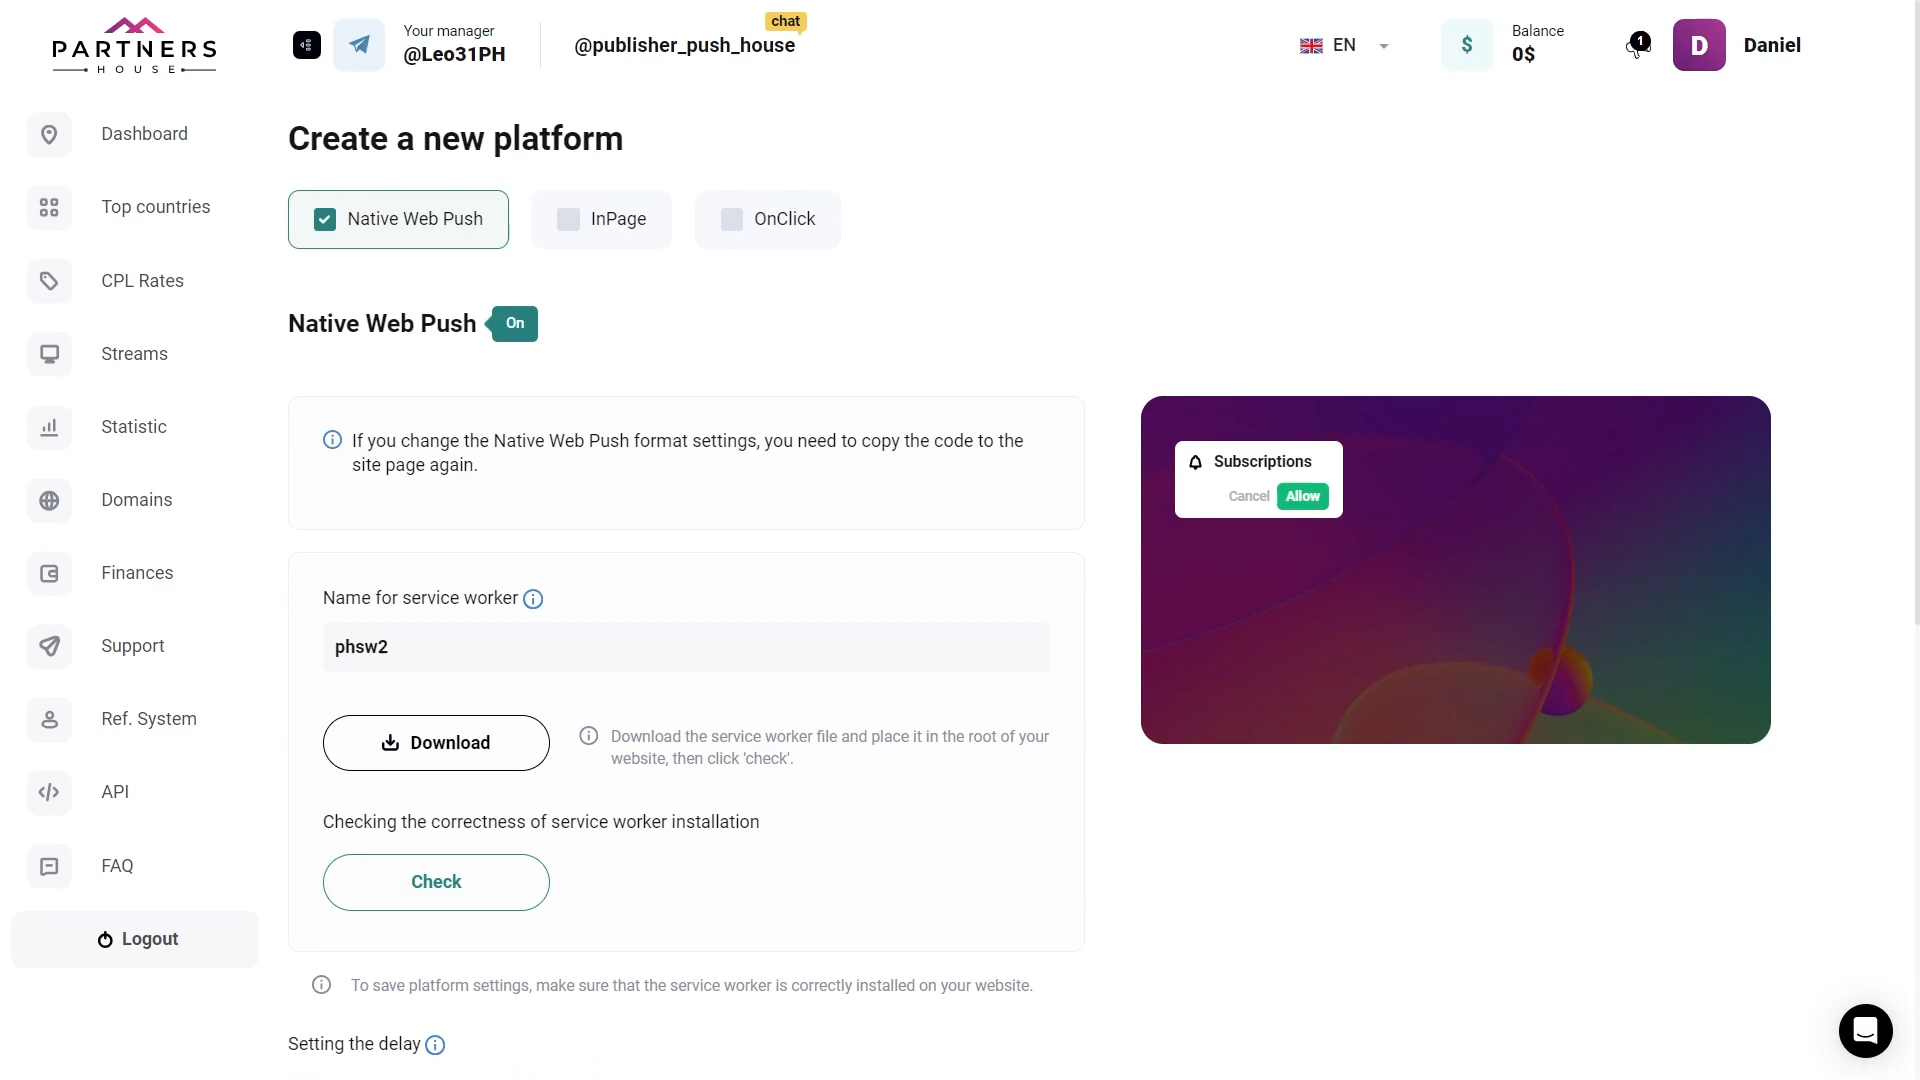 PARTNERS
HOUSE
Your manager
@Leo31PH
chat
@publisher_push_house
EN
$
Balance
0$
1
D
Daniel
Dashboard
Top countries
CPL Rates
Streams
Statistic
Domains
Finances
Support
Ref. System
API
FAQ
Logout
Create a new platform
Native Web Push
InPage
OnClick
Native Web Push
On
If you change the Native Web Push format settings, you need to copy the code to the
site page again.
Name for service worker
phsw2
Download
Download the service worker file and place it in the root of your
website, then click 'check'.
Checking the correctness of service worker installation
Check
To save platform settings, make sure that the service worker is correctly installed on your website.
Setting the delay
Subscriptions
Cancel
Allow